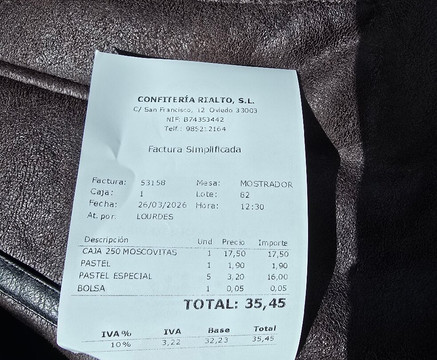 CONFITERÍA RIALTO, S.L.
C/ San Francisco, 12 Oviedo 33003
NIF: B74353442
Telf.: 98521 2164
Factura Simplificada
Factura: 53158 Mesa: MOSTRADOR
Caja: 1 Lote: 62
Fecha: 26/03/2026 Hora: 12:30
At. por: LOURDES
Descripción Und Precio Importe
CAJA 250 MOSCOVITAS 1 17,50 17,50
PASTEL 1 1,90 1,90
PASTEL ESPECIAL 5 3,20 16,00
BOLSA 1 0,05 0,05
TOTAL: 35,45
IVA% IVA Base Total
10% 3,22 32,23 35,45